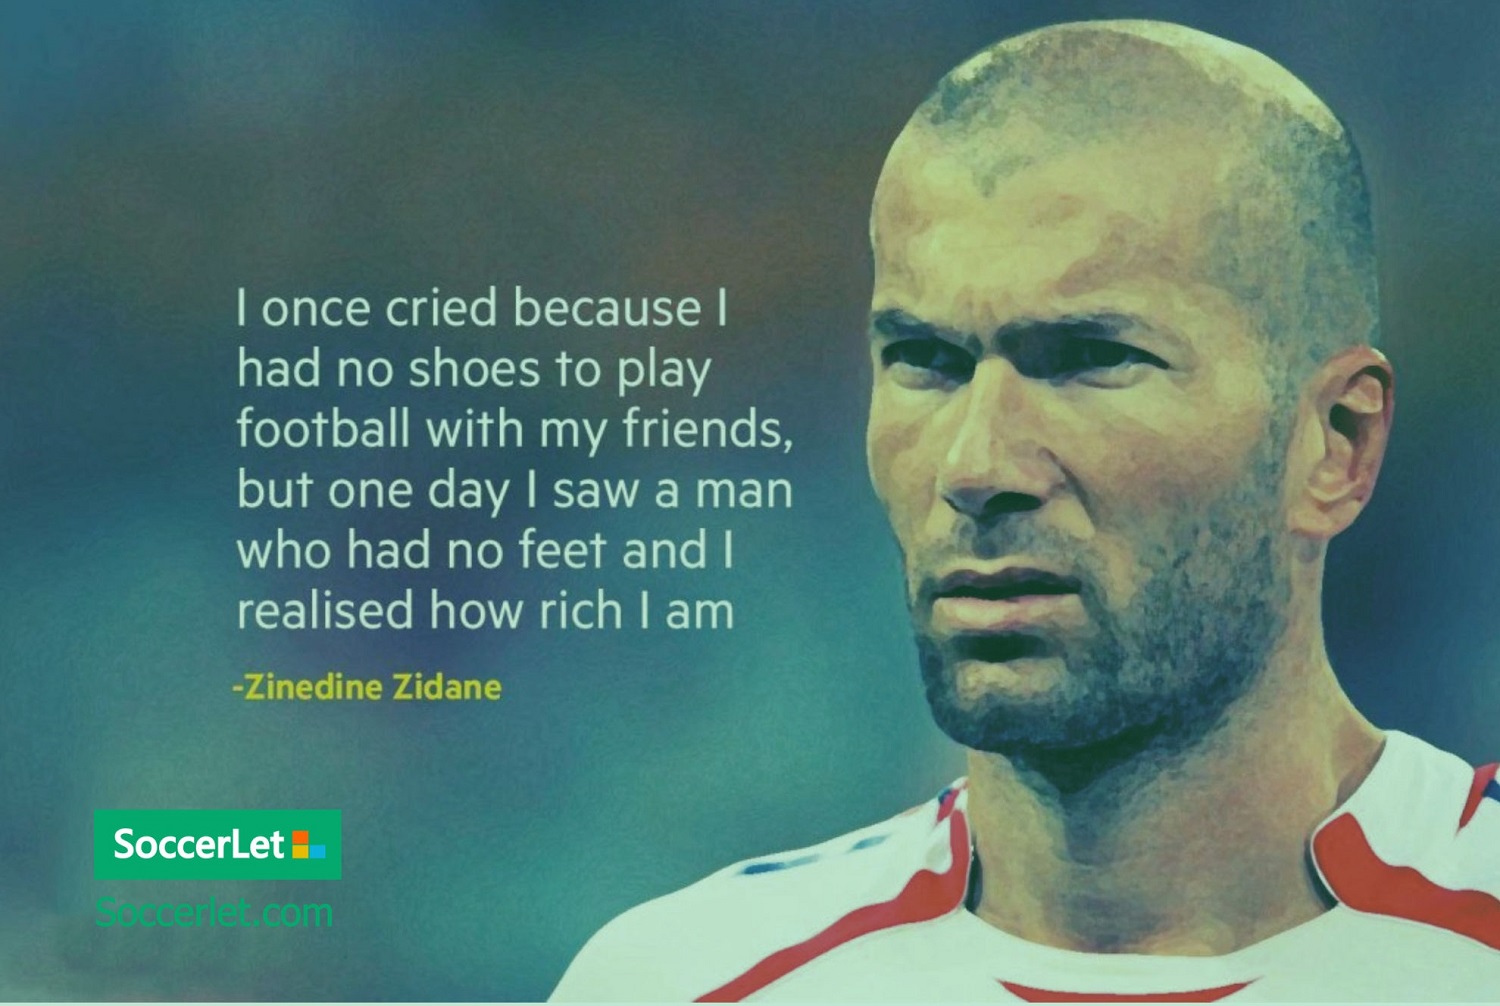 I once cried because I
had no shoes to play
football with my friends,
but one day I saw a man
who had no feet and I
realised how rich I am
-Zinedine Zidane
SoccerLet
Soccerlet.com